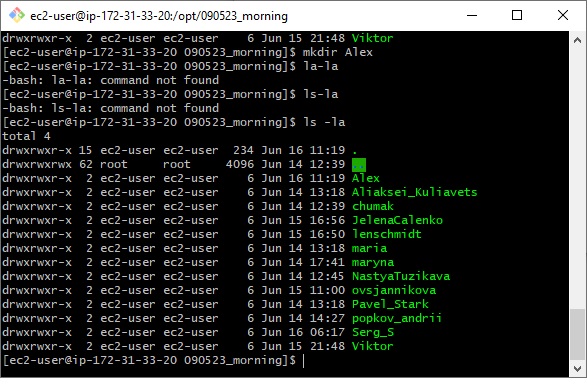 ec2-user@ip-172-31-33-20:/opt/090523_morning
drwxrwxr-x  2 ec2-user ec2-user    6 Jun 15 21:48 Viktor
[ec2-user@ip-172-31-33-20 090523_morning]$ mkdir Alex
[ec2-user@ip-172-31-33-20 090523_morning]$ la-la
-bash: la-la: command not found
[ec2-user@ip-172-31-33-20 090523_morning]$ ls-la
-bash: ls-la: command not found
[ec2-user@ip-172-31-33-20 090523_morning]$ ls -la
total 4
drwxrwxr-x 15 ec2-user ec2-user  234 Jun 16 11:19 .
drwxrwxrwx 62 root     root     4096 Jun 14 12:39 ..
drwxrwxr-x  2 ec2-user ec2-user    6 Jun 16 11:19 Alex
drwxrwxr-x  2 ec2-user ec2-user    6 Jun 14 13:18 Aliaksei_Kuliavets
drwxrwxr-x  2 ec2-user ec2-user    6 Jun 14 12:39 chumak
drwxrwxr-x  2 ec2-user ec2-user    6 Jun 15 16:56 JelenaCalenko
drwxrwxr-x  2 ec2-user ec2-user    6 Jun 15 16:50 lenschmidt
drwxrwxr-x  2 ec2-user ec2-user    6 Jun 14 13:18 maria
drwxrwxr-x  2 ec2-user ec2-user    6 Jun 14 17:41 maryna
drwxrwxr-x  2 ec2-user ec2-user    6 Jun 14 12:45 NastyaTuzikava
drwxrwxr-x  2 ec2-user ec2-user    6 Jun 15 11:00 ovsjannikova
drwxrwxr-x  2 ec2-user ec2-user    6 Jun 14 13:18 Pavel_Stark
drwxrwxr-x  2 ec2-user ec2-user    6 Jun 14 14:27 popkov_andrii
drwxrwxr-x  2 ec2-user ec2-user    6 Jun 16 06:17 Serg_S
drwxrwxr-x  2 ec2-user ec2-user    6 Jun 15 21:48 Viktor
[ec2-user@ip-172-31-33-20 090523_morning]$